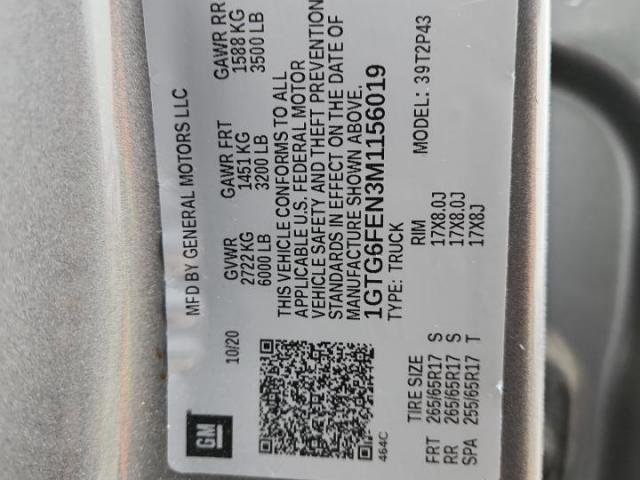 GM
10/20
MFD BY GENERAL MOTORS LLC
GVWR GAWR FRT GAWR RR
2722 KG 1451 KG 1588 KG
6000 LB 3200 LB 3500 LB
THIS VEHICLE CONFORMS TO ALL
APPLICABLE U.S. FEDERAL MOTOR
VEHICLE SAFETY AND THEFT PREVENTION
STANDARDS IN EFFECT ON THE DATE OF
MANUFACTURE SHOWN ABOVE.
1GTG6FEN3M1156019
TYPE: TRUCK MODEL: 39T2P43
464C
TIRE SIZE RIM
FRT 265/65R17 S 17X8.0J
RR 265/65R17 S 17X8.0J
SPA 255/65R17 T 17X8J